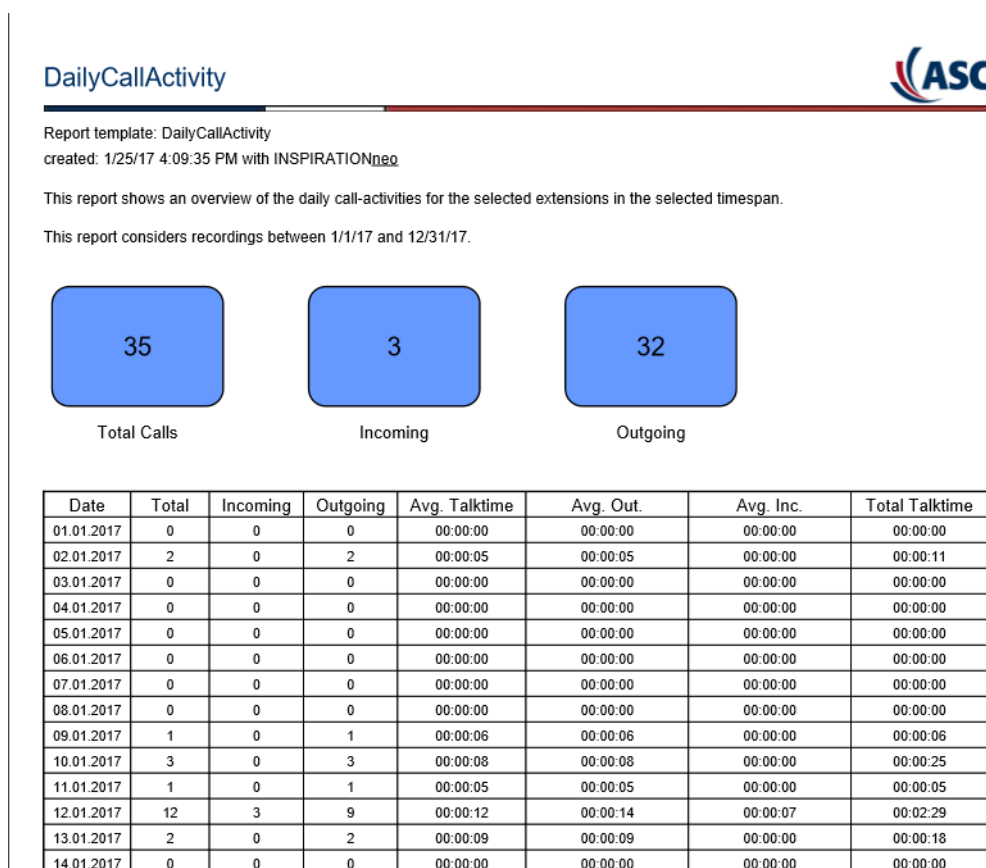 DailyCallActivity
ASC
Report template: DailyCallActivity
created: 1/25/17 4:09:35 PM with INSPIRATIONneo
This report shows an overview of the daily call-activities for the selected extensions in the selected timespan.
This report considers recordings between 1/1/17 and 12/31/17.
35 3 32
Total Calls Incoming Outgoing
Date Total Incoming Outgoing Avg. Talktime Avg. Out. Avg. Inc. Total Talktime
01.01.2017 0 0 0 00:00:00 00:00:00 00:00:00 00:00:00
02.01.2017 2 0 2 00:00:05 00:00:05 00:00:00 00:00:11
03.01.2017 0 0 0 00:00:00 00:00:00 00:00:00 00:00:00
04.01.2017 0 0 0 00:00:00 00:00:00 00:00:00 00:00:00
05.01.2017 0 0 0 00:00:00 00:00:00 00:00:00 00:00:00
06.01.2017 0 0 0 00:00:00 00:00:00 00:00:00 00:00:00
07.01.2017 0 0 0 00:00:00 00:00:00 00:00:00 00:00:00
08.01.2017 0 0 0 00:00:00 00:00:00 00:00:00 00:00:00
09.01.2017 1 0 1 00:00:06 00:00:06 00:00:00 00:00:06
10.01.2017 3 0 3 00:00:08 00:00:08 00:00:00 00:00:25
11.01.2017 1 0 1 00:00:05 00:00:05 00:00:00 00:00:05
12.01.2017 12 3 9 00:00:12 00:00:14 00:00:07 00:02:29
13.01.2017 2 0 2 00:00:09 00:00:09 00:00:00 00:00:18
14.01.2017 0 0 0 00:00:00 00:00:00 00:00:00 00:00:00